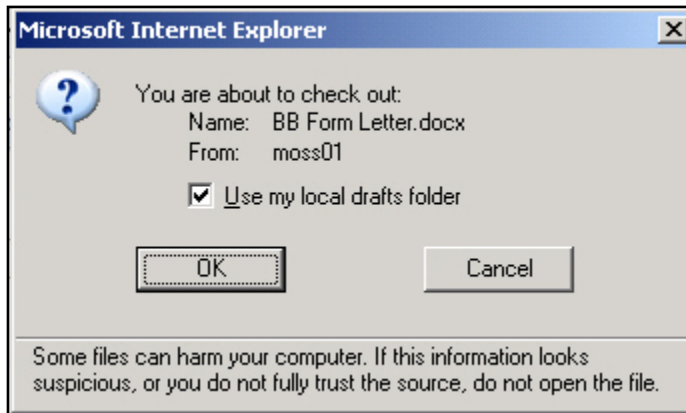 Microsoft Internet Explorer
You are about to check out:
Name: BB Form Letter.docx
From: moss01
Use my local drafts folder
OK Cancel
Some files can harm your computer. If this information looks
suspicious, or you do not fully trust the source, do not open the file.